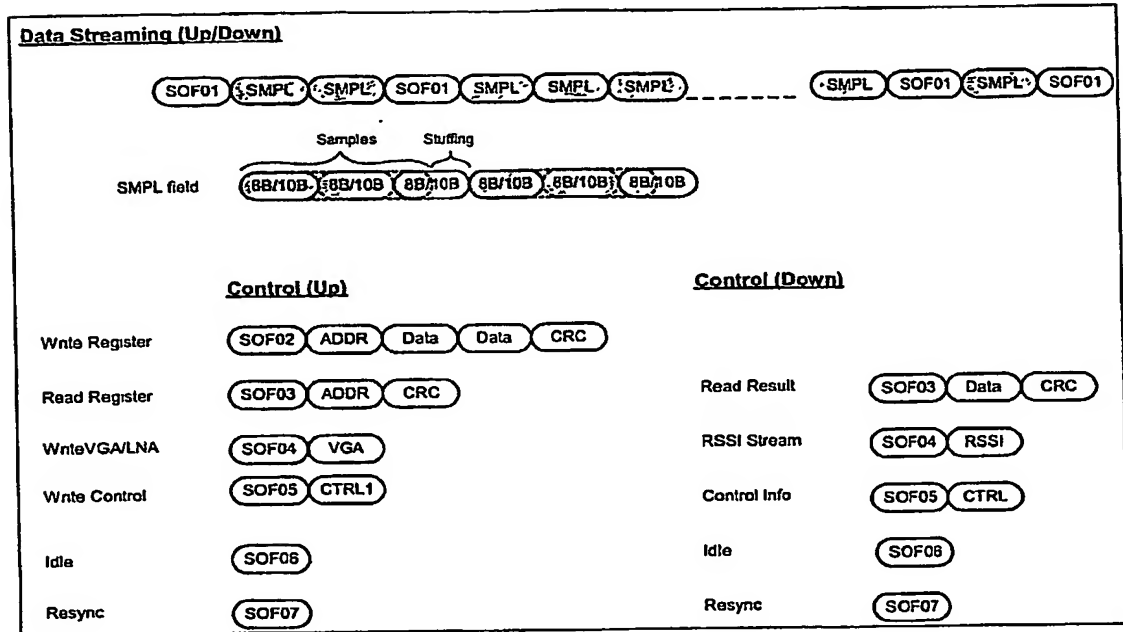 Data Streaming (Up/Down)
SOF01 SMPL SMPL SOF01 SMPL SMPL SMPL SMPL SOF01 SMPL SOF01
Samples Stuffing
SMPL field 8B/10B 8B/10B 8B/10B 8B/10B 8B/10B 8B/10B
Control (Up) Control (Down)
Wnte Register SOF02 ADDR Data Data CRC
Read Register SOF03 ADDR CRC Read Result SOF03 Data CRC
WnteVGA/LNA SOF04 VGA RSSI Stream SOF04 RSSI
Wnte Control SOF05 CTRL1 Control Info SOF05 CTRL
Idle SOF06 Idle SOF06
Resync SOF07 Resync SOF07